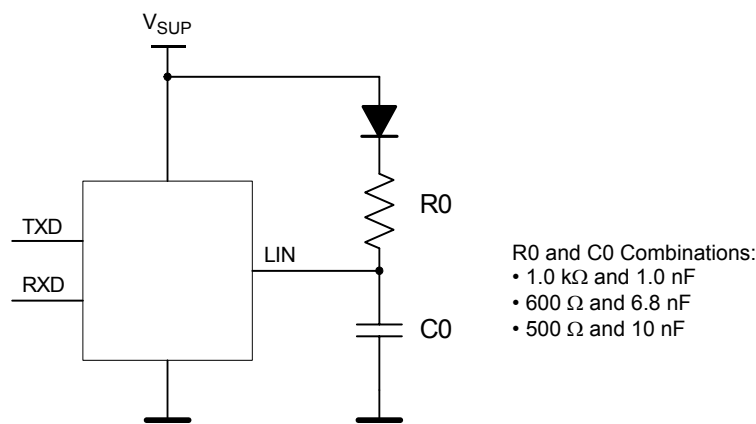 V_SUP
TXD
RXD
LIN
R0
C0
R0 and C0 Combinations:
• 1.0 kΩ and 1.0 nF
• 600 Ω and 6.8 nF
• 500 Ω and 10 nF